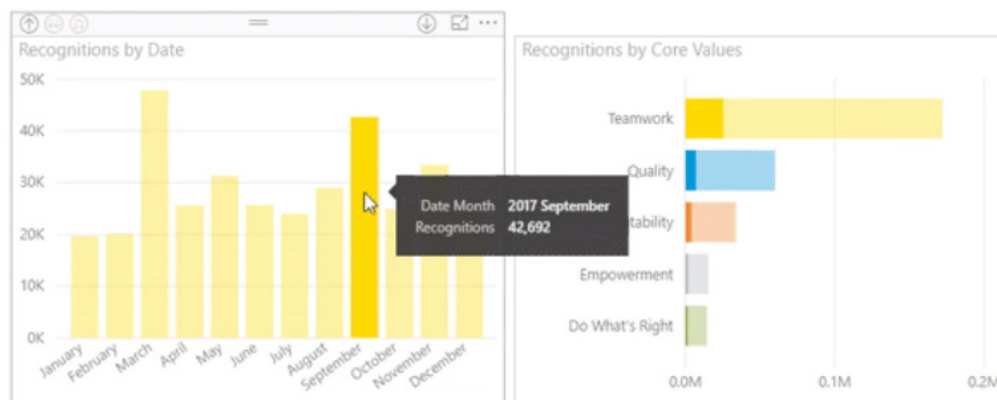 Recognitions by Date
50K
40K
30K
20K
10K
0K
January
February
March
April
May
June
July
August
September
October
November
December
Date Month 2017 September
Recognitions 42,692
Recognitions by Core Values
Teamwork
Quality
tability
Empowerment
Do What's Right
0.0M
0.1M
0.2M